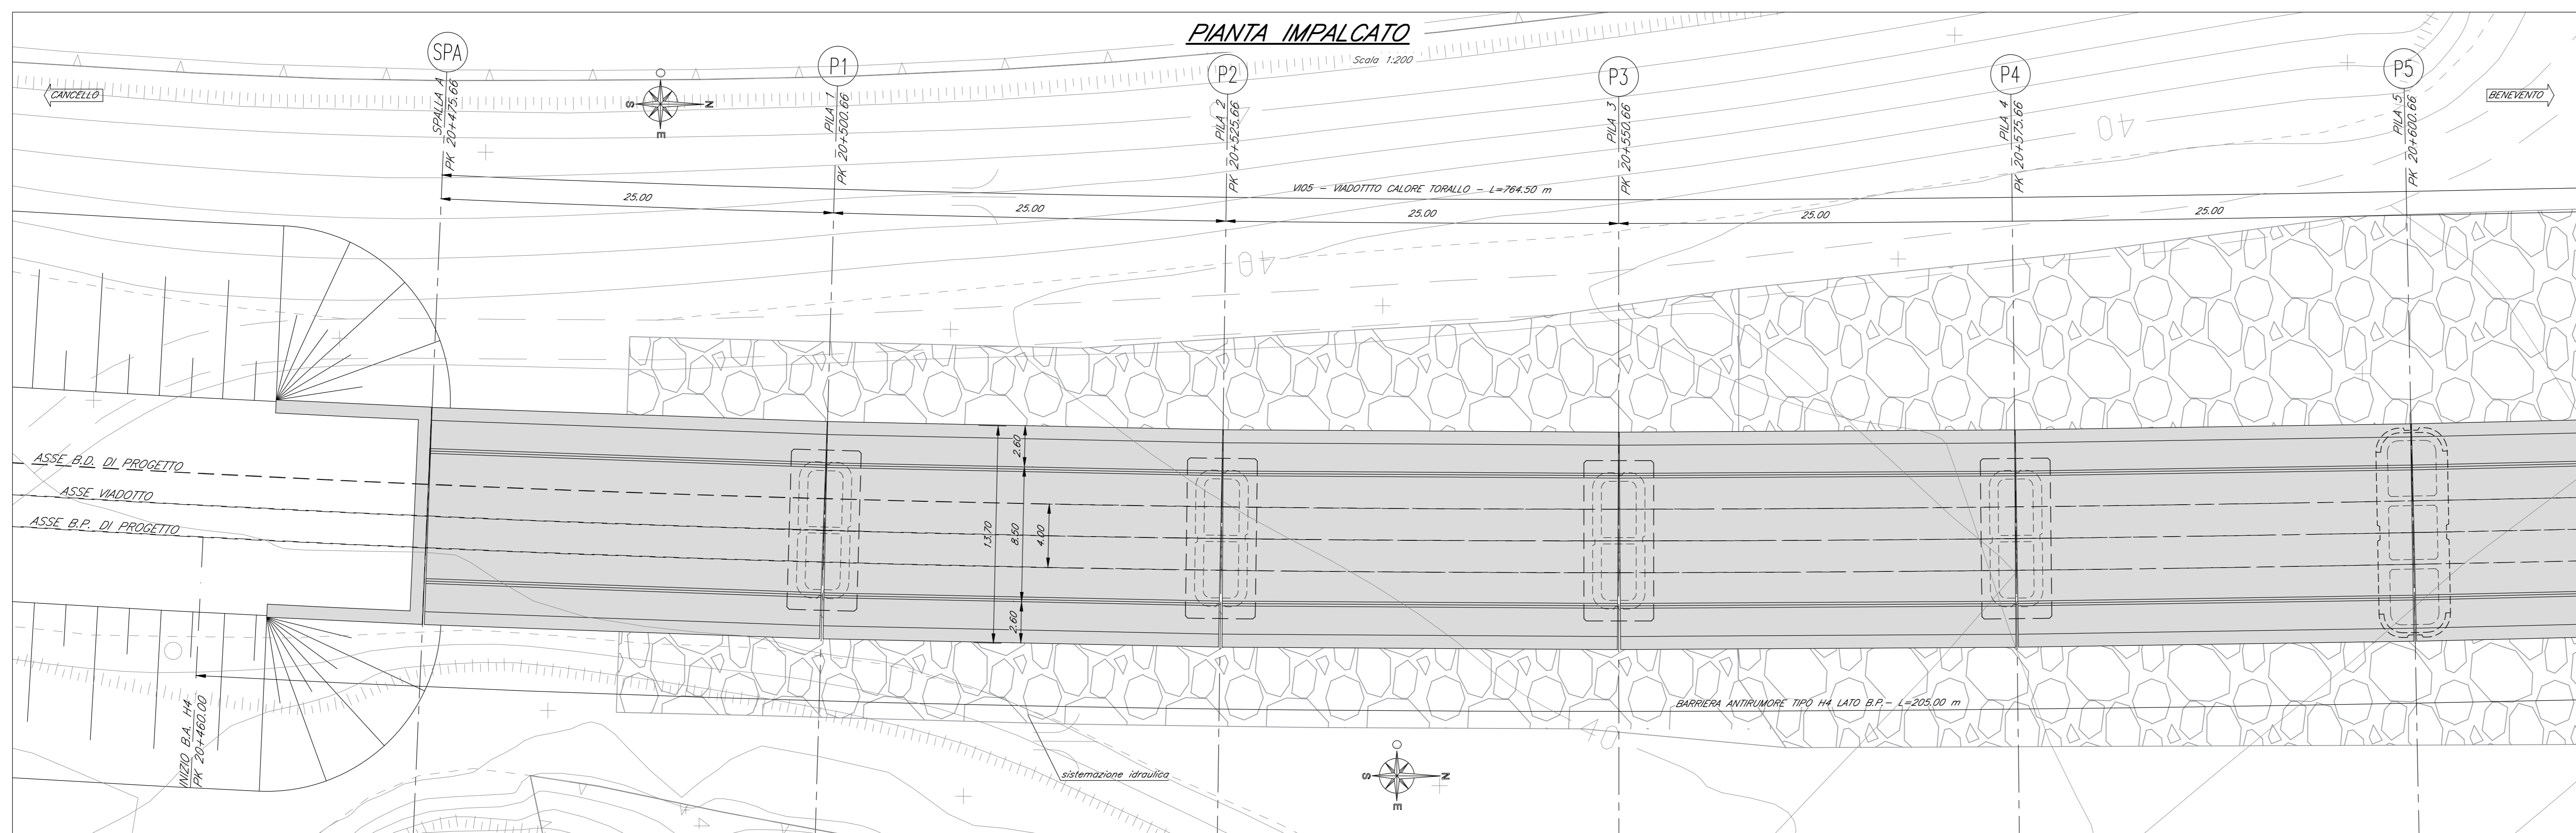 PIANTA IMPALCATO
Scala 1:200
SPA
P1
P2
P3
P4
P5
CANCELLO
BENEVENTO
SPALLA A
PK 20+475.66
PILA 1
PK 20+500.66
PILA 2
PK 20+525.66
PILA 3
PK 20+550.66
PILA 4
PK 20+575.66
PILA 5
PK 20+600.66
O
S
N
E
40
40
VI05 - VIADOTTTO CALORE TORALLO - L=764.50 m
25.00
25.00
25.00
25.00
25.00
40
ASSE B.D. DI PROGETTO
ASSE VIADOTTO
ASSE B.P. DI PROGETTO
2.60
13.70
8.50
4.00
2.60
INIZIO B.A. H4
PK 20+460.00
BARRIERA ANTIRUMORE TIPO H4 LATO B.P.- L=205.00 m
40
sistemazione idraulica
O
S
N
E